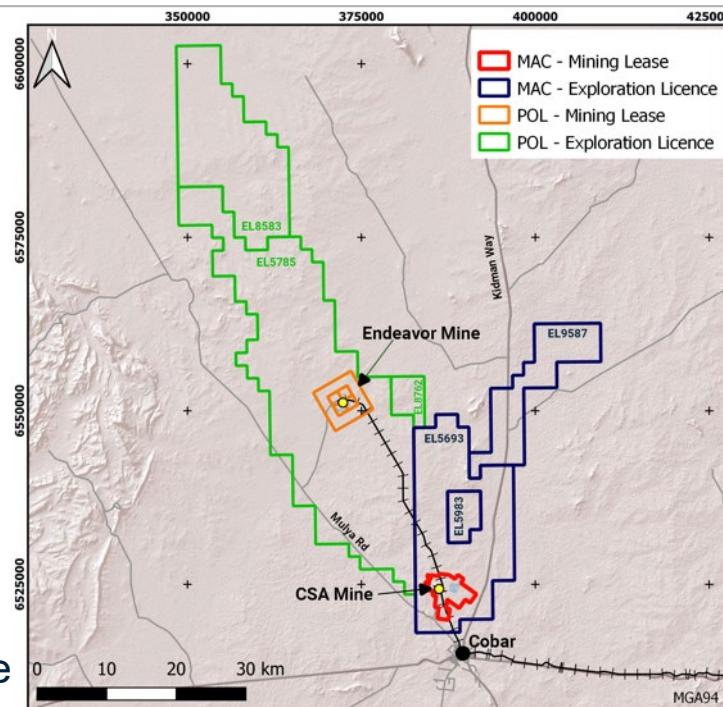 350000
375000
400000
42500
6600000
6575000
6550000
6525000
N
MAC - Mining Lease
MAC - Exploration Licence
POL - Mining Lease
POL - Exploration Licence
EL8583
EL5785
Kidman Way
Endeavor Mine
EL9587
EL8762
EL5693
EL5983
Mulya Rd
CSA Mine
Cobar
e
0 10 20 30 km
MGA94